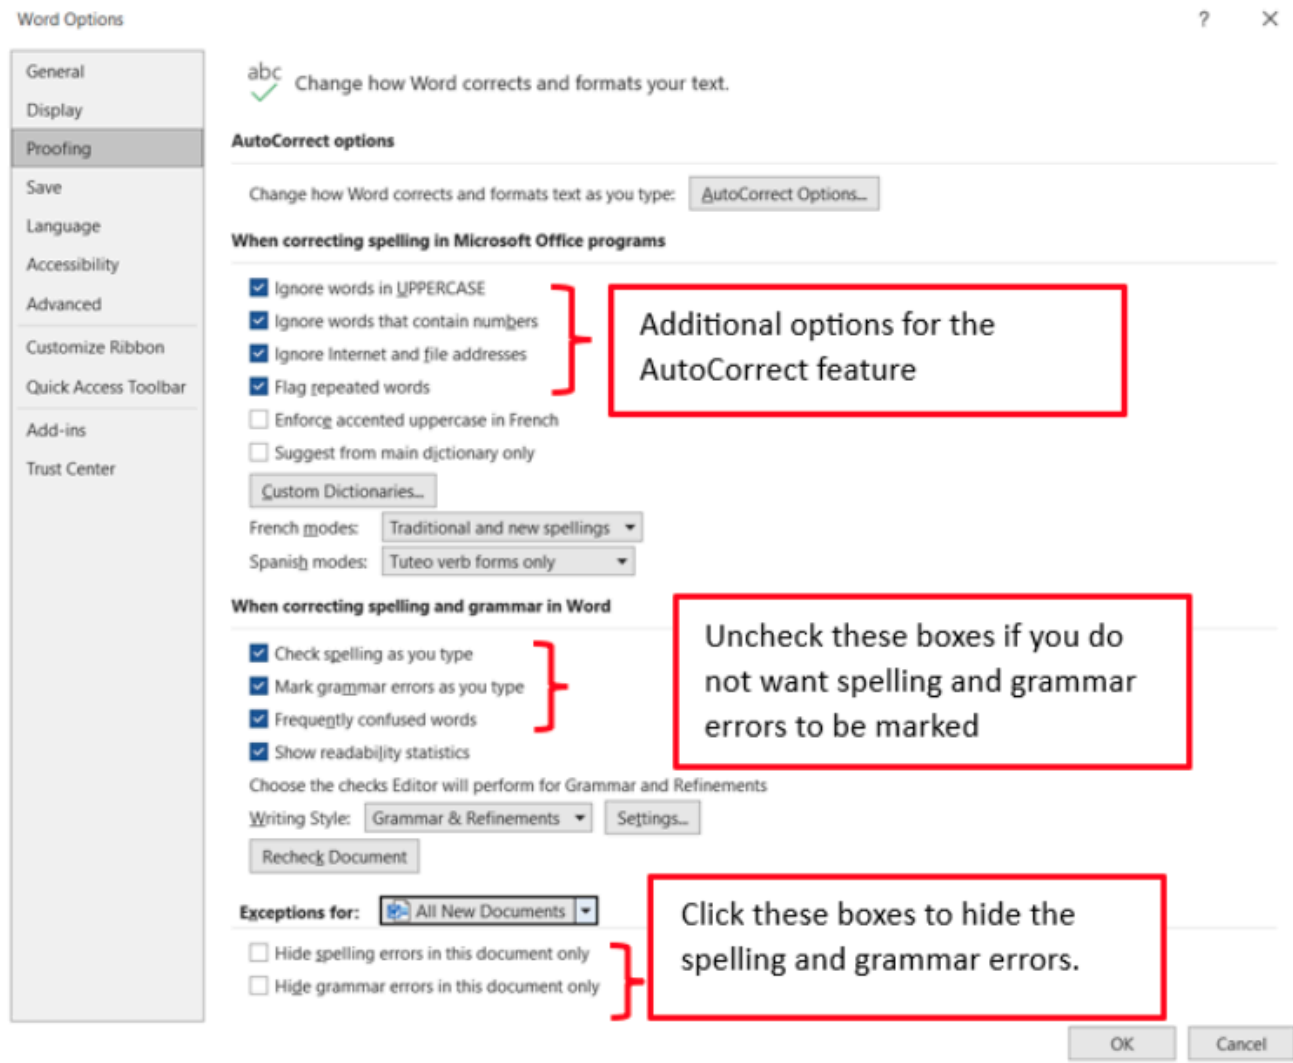 Word Options
?
General
Display
Proofing
Save
Language
Accessibility
Advanced
Customize Ribbon
Quick Access Toolbar
Add-ins
Trust Center
abc
Change how Word corrects and formats your text.
AutoCorrect options
Change how Word corrects and formats text as you type:
AutoCorrect Options...
When correcting spelling in Microsoft Office programs
Ignore words in UPPERCASE
Ignore words that contain numbers
Ignore Internet and file addresses
Flag repeated words
Enforce accented uppercase in French
Suggest from main dictionary only
Additional options for the
AutoCorrect feature
Custom Dictionaries...
French modes: Traditional and new spellings
Spanish modes: Tuteo verb forms only
When correcting spelling and grammar in Word
Check spelling as you type
Mark grammar errors as you type
Frequently confused words
Show readability statistics
Uncheck these boxes if you do
not want spelling and grammar
errors to be marked
Choose the checks Editor will perform for Grammar and Refinements
Writing Style: Grammar & Refinements Settings...
Recheck Document
Exceptions for: All New Documents
Hide spelling errors in this document only
Hide grammar errors in this document only
Click these boxes to hide the
spelling and grammar errors.
OK
Cancel